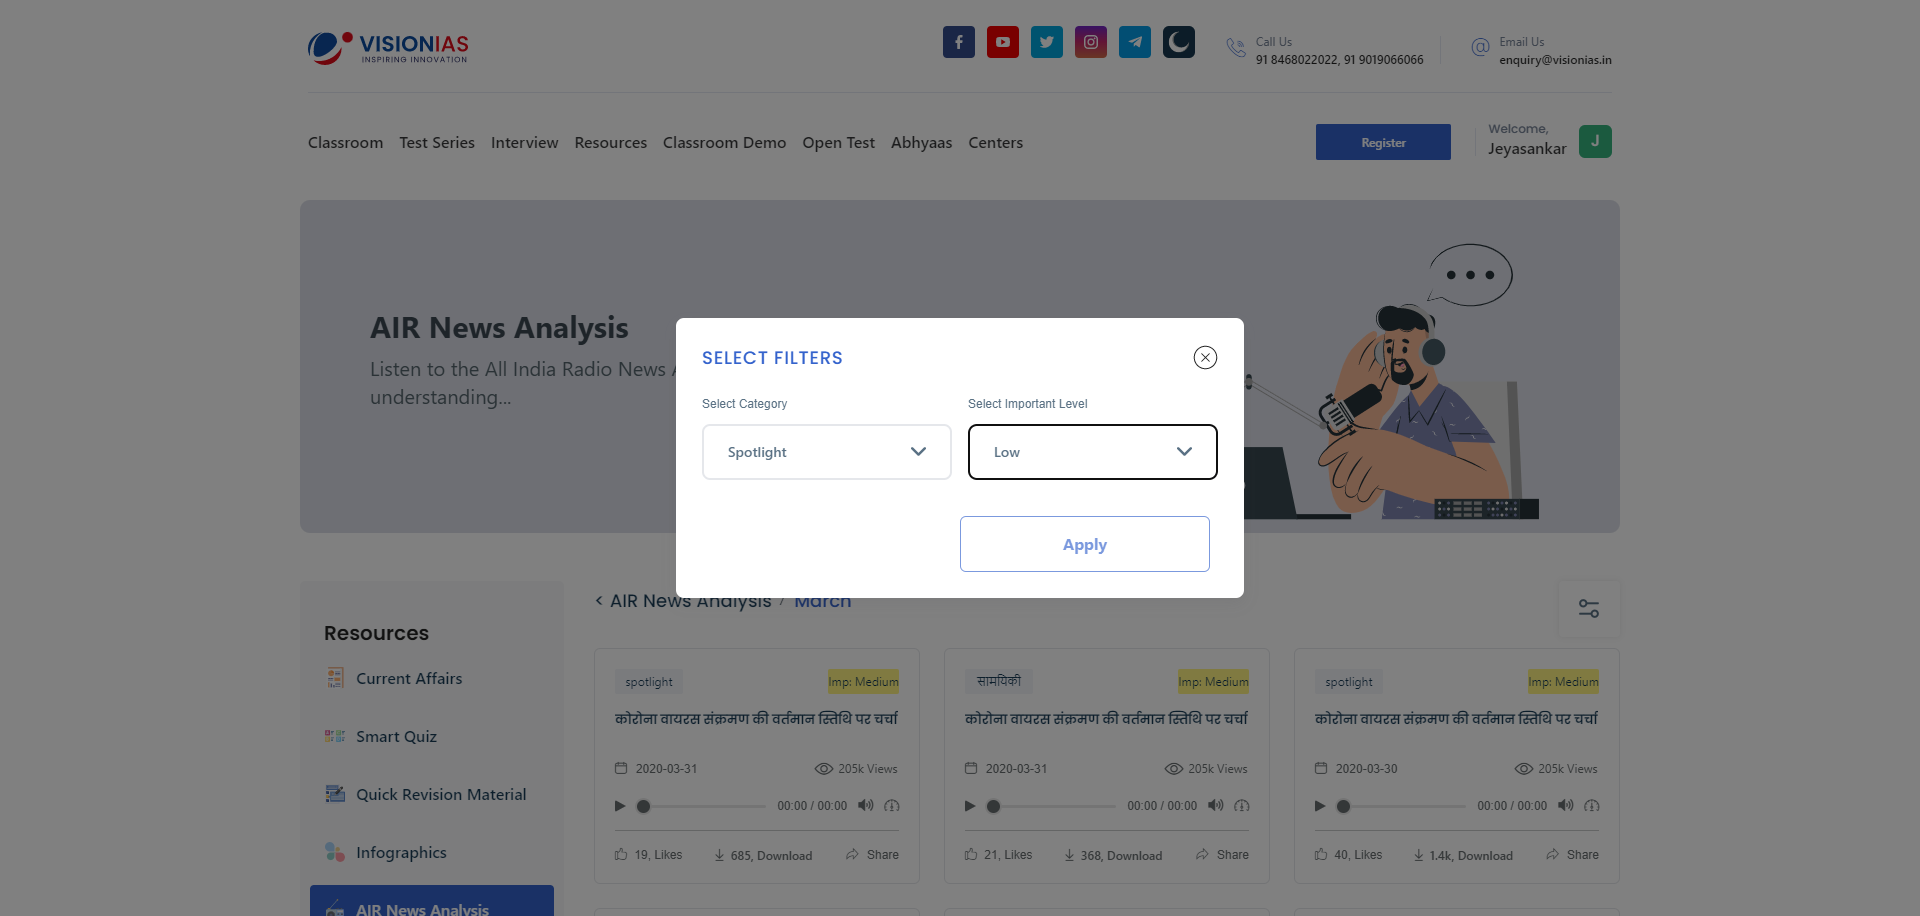 VISIONIAS
INSPIRING INNOVATION
Call Us
91 8468022022, 91 9019066066
Email Us
enquiry@visionias.in
Classroom Test Series Interview Resources Classroom Demo Open Test Abhyaas Centers
Register
Welcome,
Jeyasankar
J
AIR News Analysis
Listen to the All India Radio News
understanding...
SELECT FILTERS
Select Category
Select Important Level
Spotlight
Low
Apply
< AIR News Analysis / March
Resources
Current Affairs
Smart Quiz
Quick Revision Material
Infographics
AIR News Analysis
spotlight Imp: Medium
कोरोना वायरस संक्रमण की वर्तमान स्तिथि पर चर्चा
2020-03-31 205k Views
00:00 / 00:00
19, Likes 685, Download Share
सामयिकी Imp: Medium
कोरोना वायरस संक्रमण की वर्तमान स्तिथि पर चर्चा
2020-03-31 205k Views
00:00 / 00:00
21, Likes 368, Download Share
spotlight Imp: Medium
कोरोना वायरस संक्रमण की वर्तमान स्तिथि पर चर्चा
2020-03-30 205k Views
00:00 / 00:00
40, Likes 1.4k, Download Share